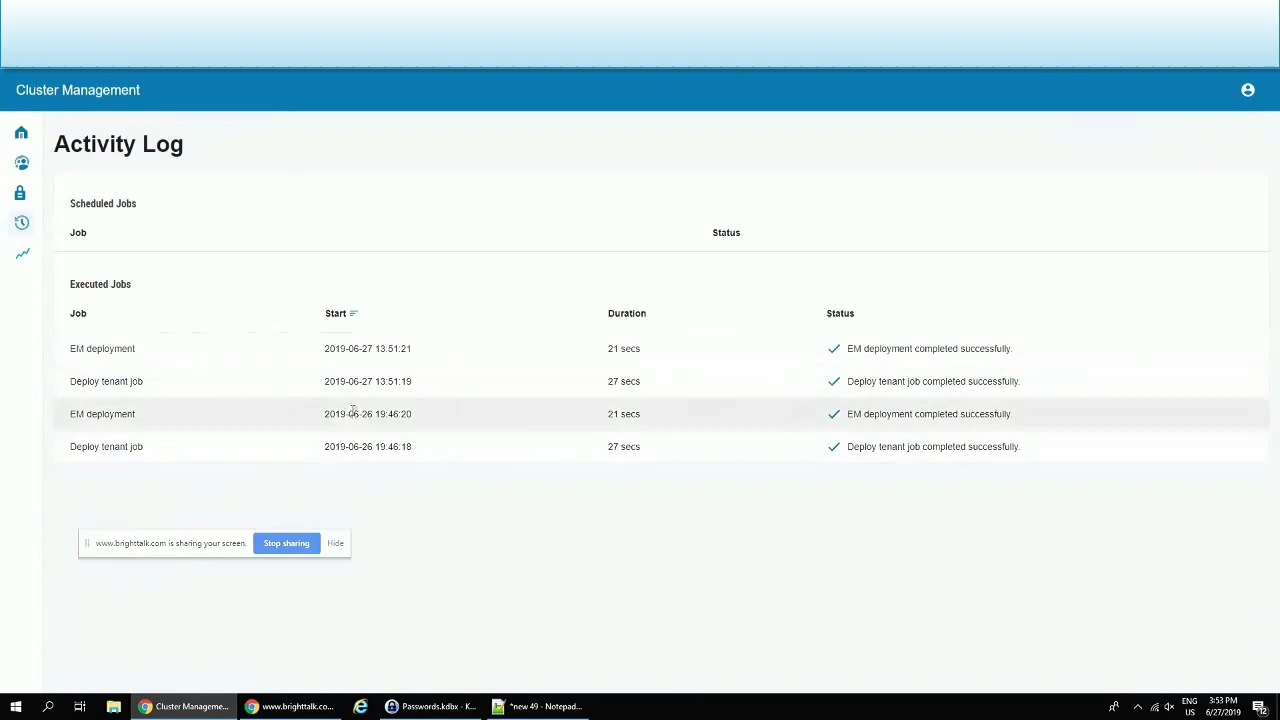 Cluster Management
Activity Log
Scheduled Jobs
Job Status
Executed Jobs
Job Start Duration Status
EM deployment 2019-06-27 13:51:21 21 secs EM deployment completed successfully.
Deploy tenant job 2019-06-27 13:51:19 27 secs Deploy tenant job completed successfully.
EM deployment 2019-06-26 19:46:20 21 secs EM deployment completed successfully.
Deploy tenant job 2019-06-26 19:46:18 27 secs Deploy tenant job completed successfully.
www.brighttalk.com is sharing your screen. Stop sharing Hide
Cluster Manageme... www.brighttalk.co... Passwords.kdbx - K... *new 49 - Notepad... ENG US 3:53 PM 6/27/2019 12